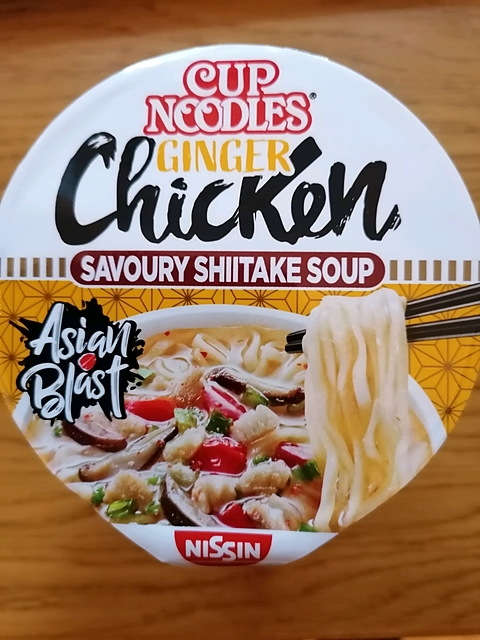 CUP
NOODLES®
GINGER
Chicken
SAVOURY SHIITAKE SOUP
Asian
Blast
NISSIN